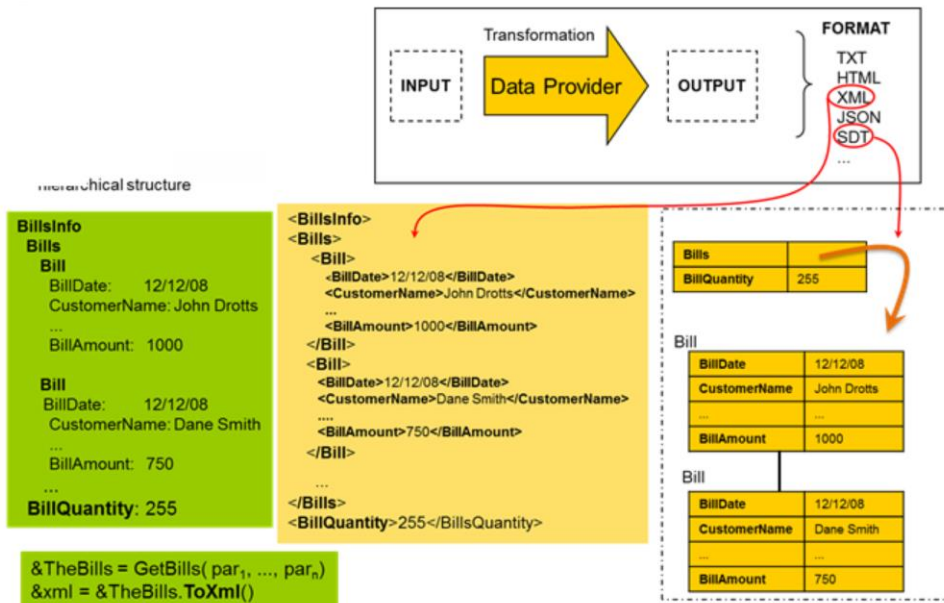 Transformation
INPUT
Data Provider
OUTPUT
FORMAT
TXT
HTML
XML
JSON
SDT
...
hierarchical structure
BillsInfo
Bills
Bill
BillDate: 12/12/08
CustomerName: John Drotts
...
BillAmount: 1000
Bill
BillDate: 12/12/08
CustomerName: Dane Smith
...
BillAmount: 750
...
BillQuantity: 255
&TheBills = GetBills( par1, ..., parn)
&xml = &TheBills.ToXml()
<BillsInfo>
<Bills>
<Bill>
<BillDate>12/12/08</BillDate>
<CustomerName>John Drotts</CustomerName>
...
<BillAmount>1000</BillAmount>
</Bill>
<Bill>
<BillDate>12/12/08</BillDate>
<CustomerName>Dane Smith</CustomerName>
....
<BillAmount>750</BillAmount>
</Bill>
...
</Bills>
<BillQuantity>255</BillsQuantity>
Bills
BillQuantity 255
Bill
BillDate 12/12/08
CustomerName John Drotts
... ...
BillAmount 1000
Bill
BillDate 12/12/08
CustomerName Dane Smith
... ...
BillAmount 750